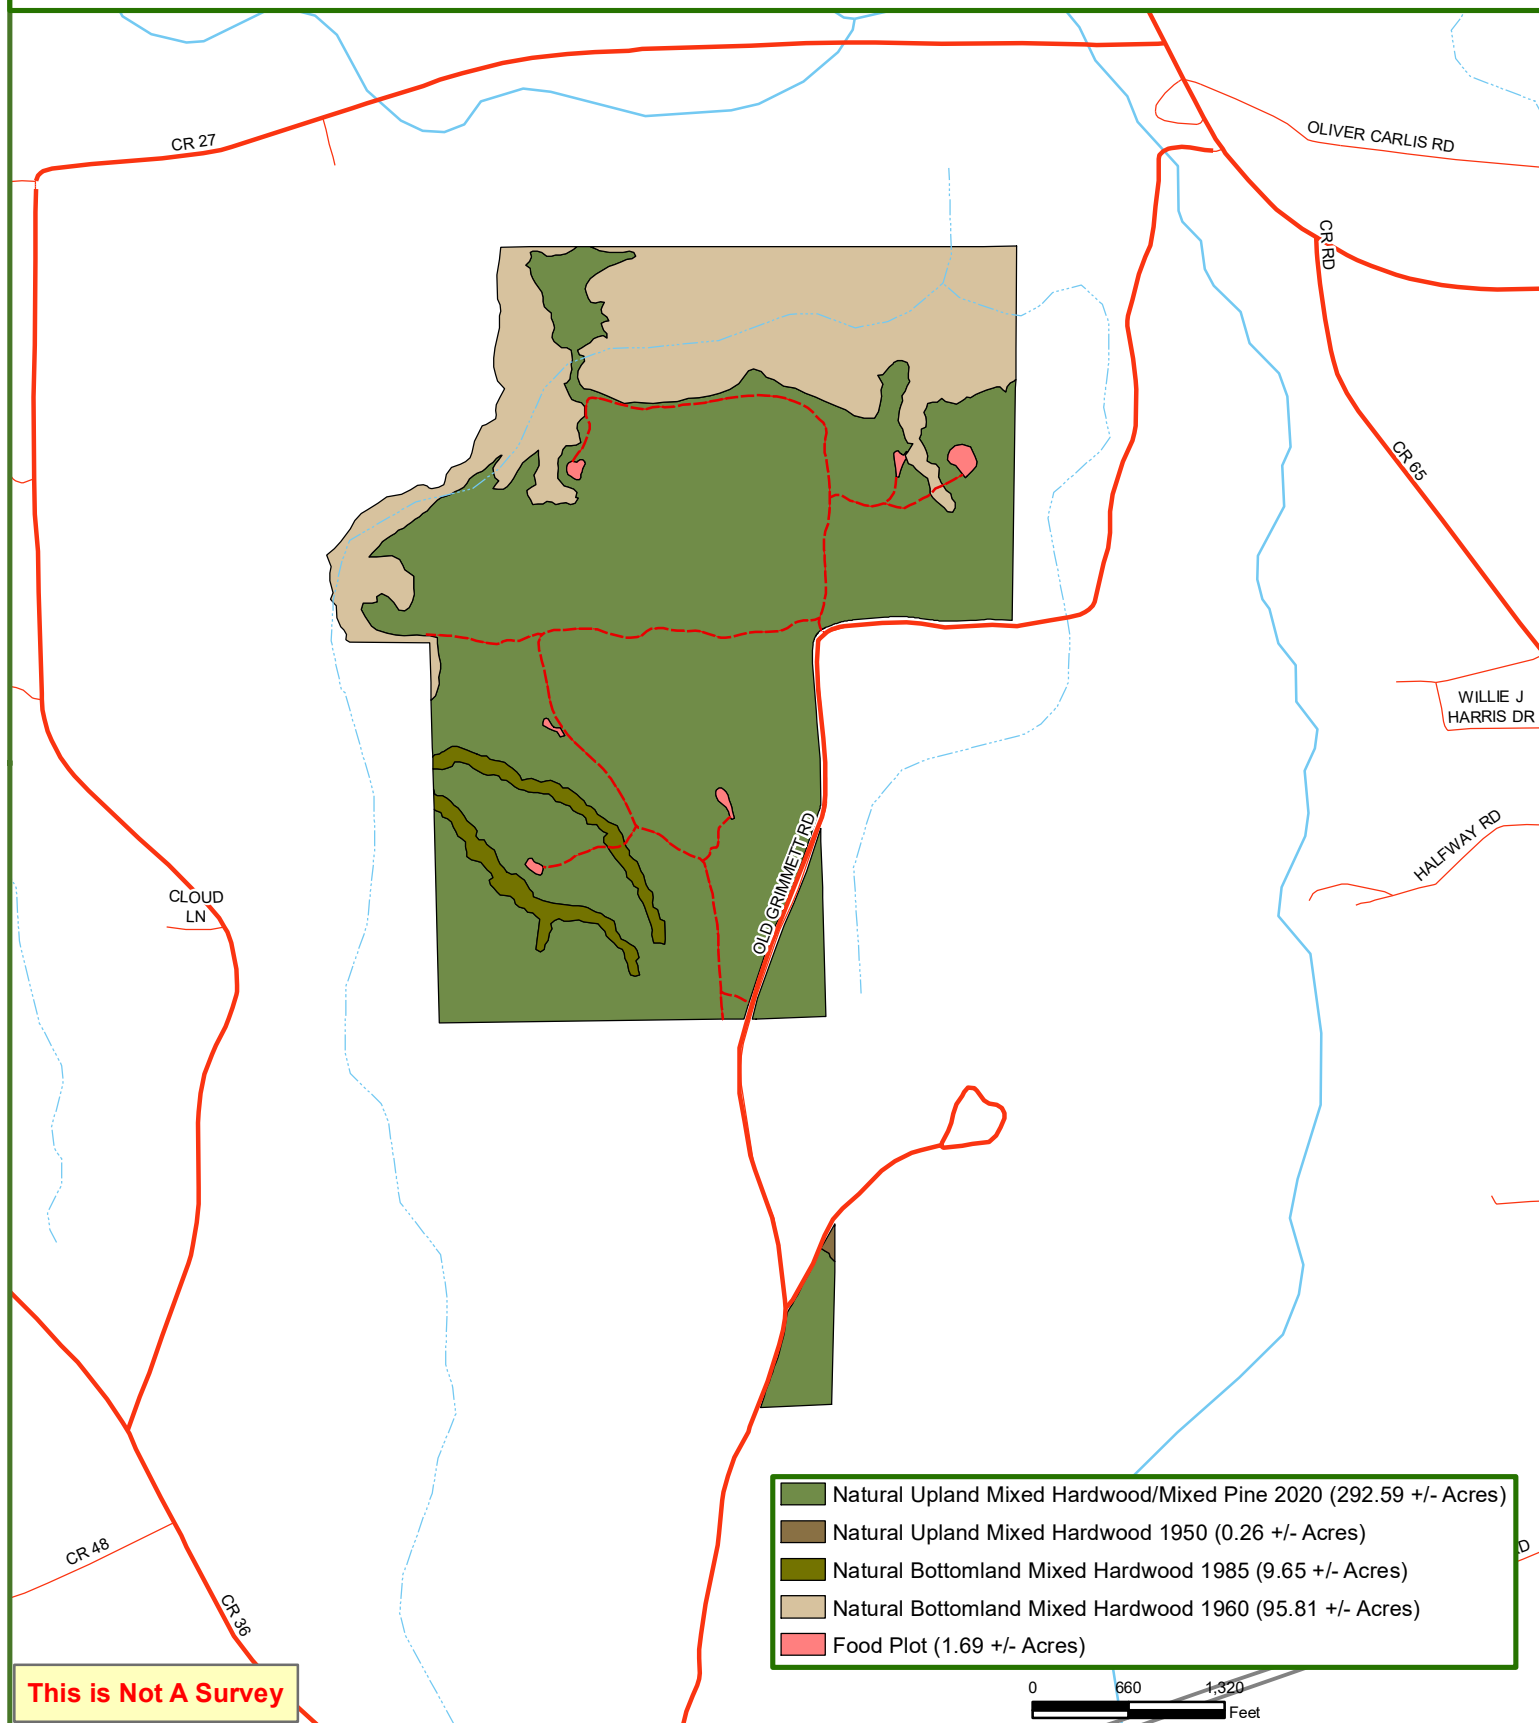 CR 27
OLIVER CARLIS RD
CR RD
CR 65
WILLIE J
HARRIS DR
HALFWAY RD
OLD GRIMMETT RD
CLOUD
LN
CR 48
CR 36
Natural Upland Mixed Hardwood/Mixed Pine 2020 (292.59 +/- Acres)
Natural Upland Mixed Hardwood 1950 (0.26 +/- Acres)
Natural Bottomland Mixed Hardwood 1985 (9.65 +/- Acres)
Natural Bottomland Mixed Hardwood 1960 (95.81 +/- Acres)
Food Plot (1.69 +/- Acres)
This is Not A Survey
0 660 1,320
Feet